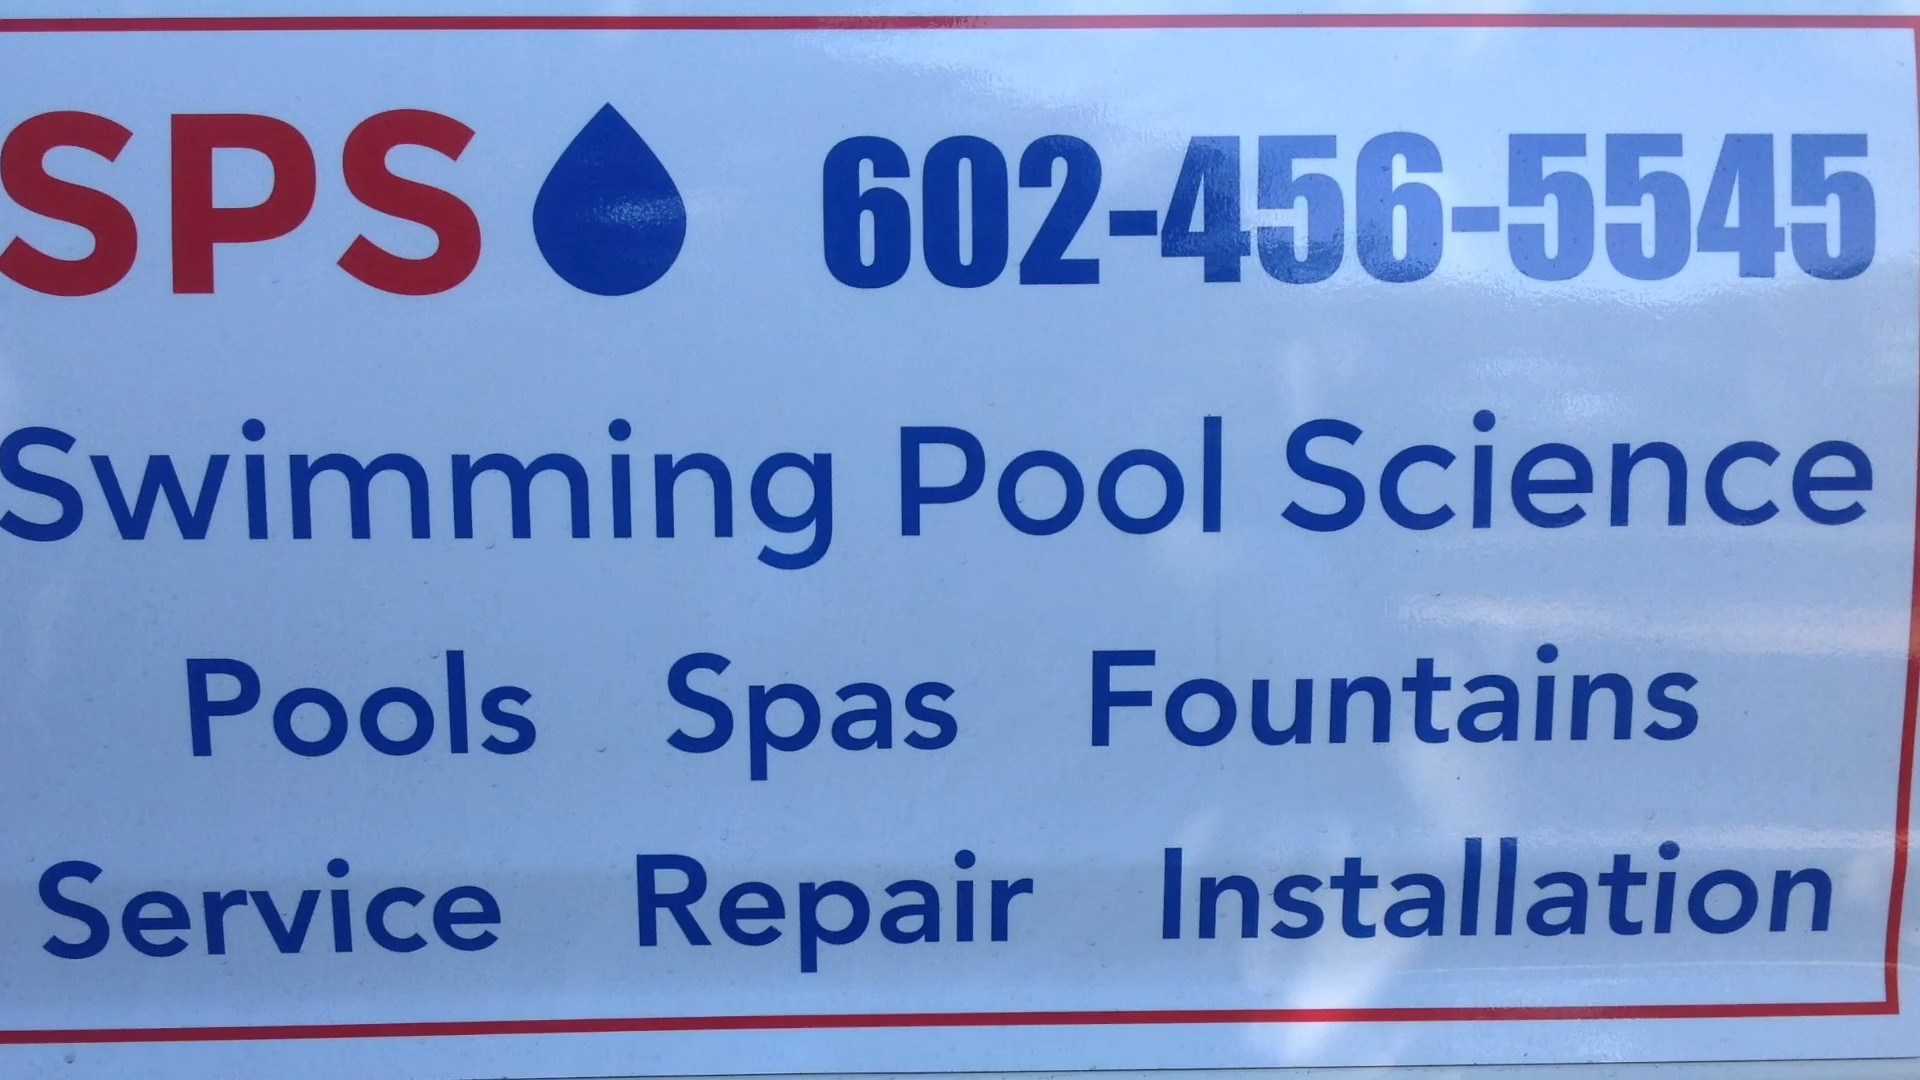 SPS 602-456-5545
Swimming Pool Science
Pools Spas Fountains
Service Repair Installation